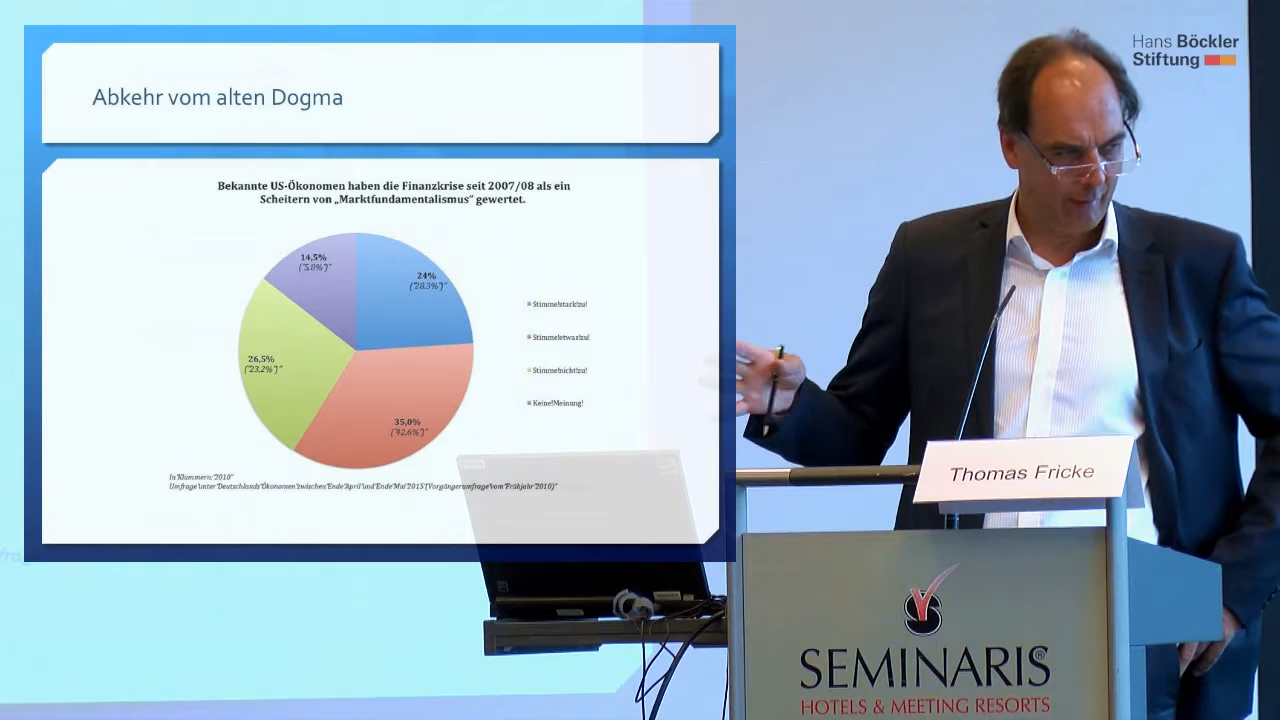 Hans Böckler
Stiftung
Abkehr vom alten Dogma
Bekannte US-Ökonomen haben die Finanzkrise seit 2007/08 als ein
Scheitern von „Marktfundamentalismus“ gewertet.
14,5%
("5.8%")"
24%
("28.3%")"
26,5%
("23,2%")"
35,0%
("42,6%")"
Stimme!stark!zu!
Stimme!etwas!zu!
Stimme!nicht!zu!
Keine!Meinung!
In"Klammern:"2010"
Umfrage"unter"Deutschlands"Ökonomen"zwischen"Ende"April"und"Ende"Mai"2015"(Vorgängerumfrage"vom"Frühjahr"2010)"
Thomas Fricke
SEMINARIS®
HOTELS & MEETING RESORTS